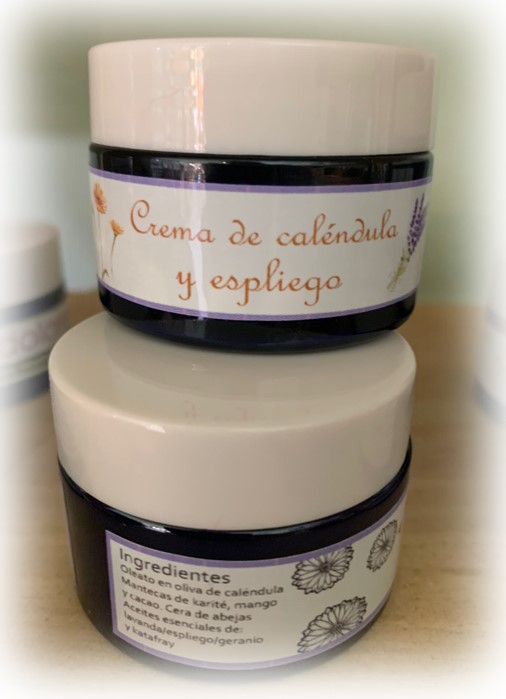 Crema de caléndula
y espliego
Ingredientes
Oleato en oliva de caléndula
Mantecas de karité, mango
y cacao. Cera de abejas
Aceites esenciales de:
lavanda/espliego/geranio
y katafray